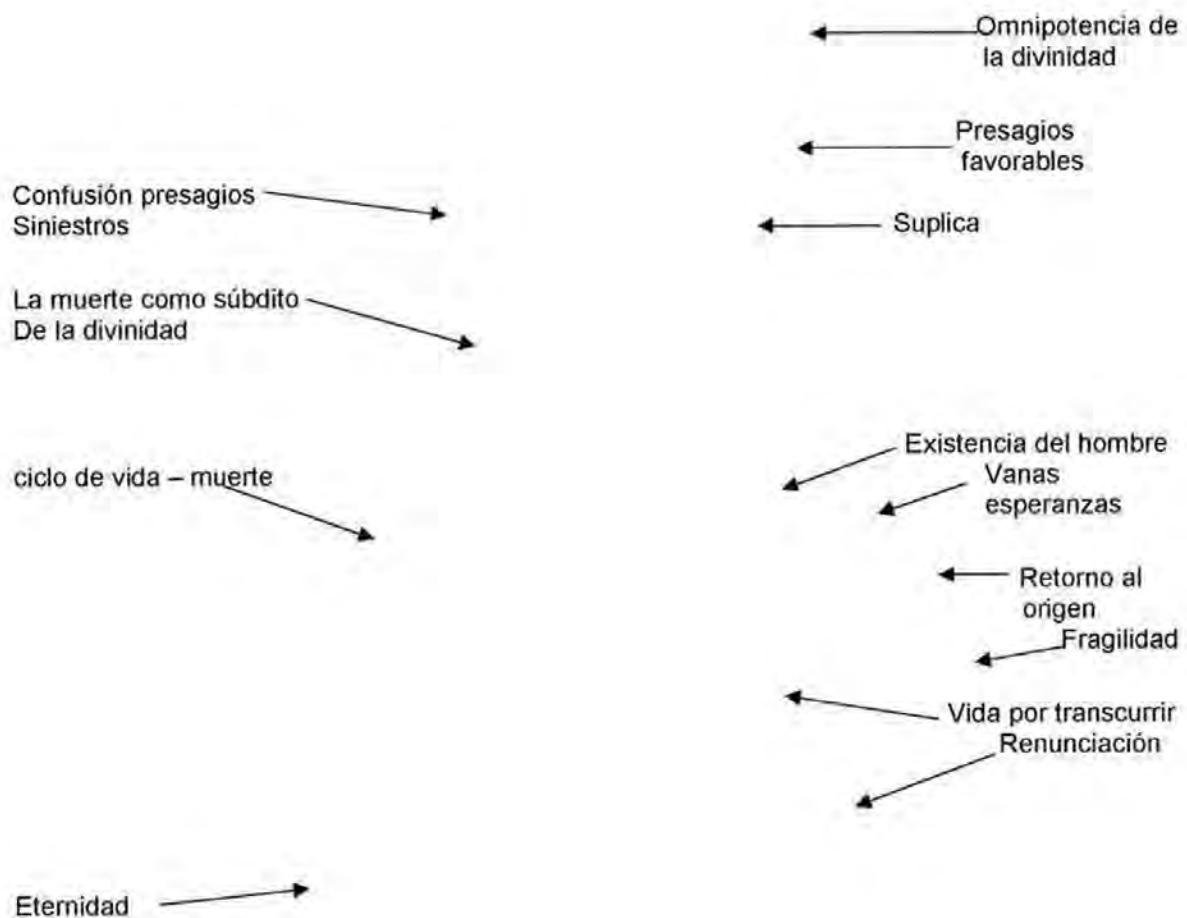 Omnipotencia de
la divinidad
Presagios
favorables
Confusión presagios
Siniestros
Suplica
La muerte como súbdito
De la divinidad
Existencia del hombre
ciclo de vida – muerte
Vanas
esperanzas
Retorno al
origen
Fragilidad
Vida por transcurrir
Renunciación
Eternidad